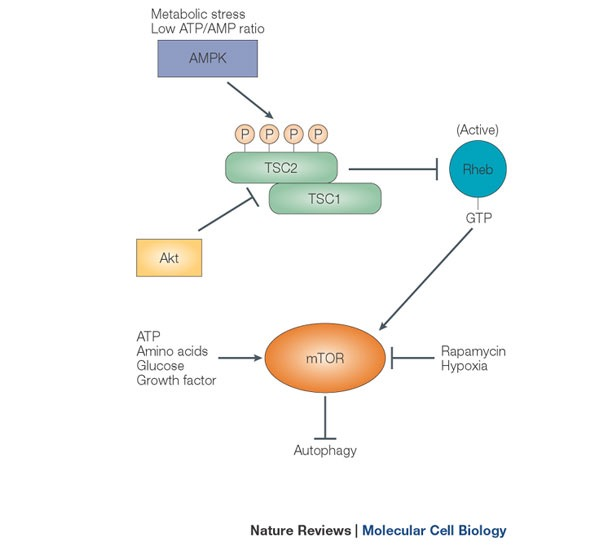 Metabolic stress
Low ATP/AMP ratio
AMPK
P P P P
TSC2
TSC1
(Active)
Rheb
GTP
Akt
ATP
Amino acids
Glucose
Growth factor
mTOR
Rapamycin
Hypoxia
Autophagy
Nature Reviews | Molecular Cell Biology